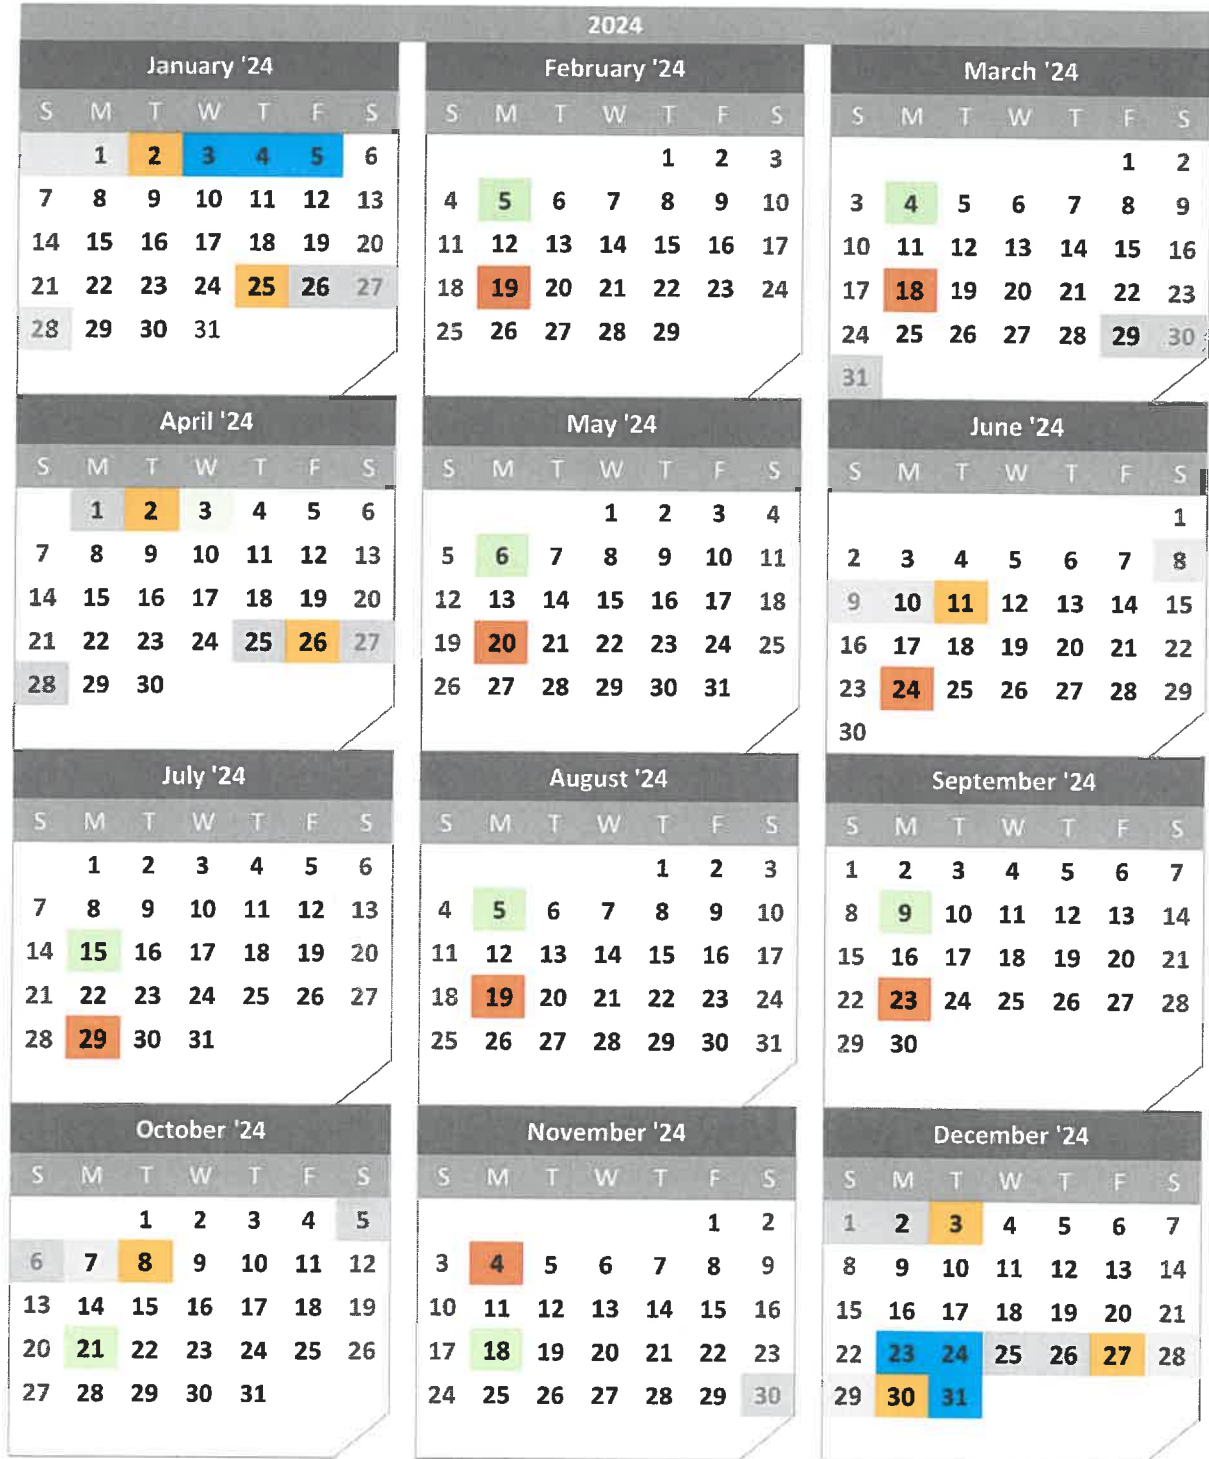 2024
January '24
S M T W T F S
1 2 3 4 5 6
7 8 9 10 11 12 13
14 15 16 17 18 19 20
21 22 23 24 25 26 27
28 29 30 31
February '24
S M T W T F S
1 2 3
4 5 6 7 8 9 10
11 12 13 14 15 16 17
18 19 20 21 22 23 24
25 26 27 28 29
March '24
S M T W T F S
1 2
3 4 5 6 7 8 9
10 11 12 13 14 15 16
17 18 19 20 21 22 23
24 25 26 27 28 29 30
31
April '24
S M T W T F S
1 2 3 4 5 6
7 8 9 10 11 12 13
14 15 16 17 18 19 20
21 22 23 24 25 26 27
28 29 30
May '24
S M T W T F S
1 2 3 4
5 6 7 8 9 10 11
12 13 14 15 16 17 18
19 20 21 22 23 24 25
26 27 28 29 30 31
June '24
S M T W T F S
1
2 3 4 5 6 7 8
9 10 11 12 13 14 15
16 17 18 19 20 21 22
23 24 25 26 27 28 29
30
July '24
S M T W T F S
1 2 3 4 5 6
7 8 9 10 11 12 13
14 15 16 17 18 19 20
21 22 23 24 25 26 27
28 29 30 31
August '24
S M T W T F S
1 2 3
4 5 6 7 8 9 10
11 12 13 14 15 16 17
18 19 20 21 22 23 24
25 26 27 28 29 30 31
September '24
S M T W T F S
1 2 3 4 5 6 7
8 9 10 11 12 13 14
15 16 17 18 19 20 21
22 23 24 25 26 27 28
29 30
October '24
S M T W T F S
1 2 3 4 5
6 7 8 9 10 11 12
13 14 15 16 17 18 19
20 21 22 23 24 25 26
27 28 29 30 31
November '24
S M T W T F S
1 2
3 4 5 6 7 8 9
10 11 12 13 14 15 16
17 18 19 20 21 22 23
24 25 26 27 28 29 30
December '24
S M T W T F S
1 2 3 4 5 6 7
8 9 10 11 12 13 14
15 16 17 18 19 20 21
22 23 24 25 26 27 28
29 30 31